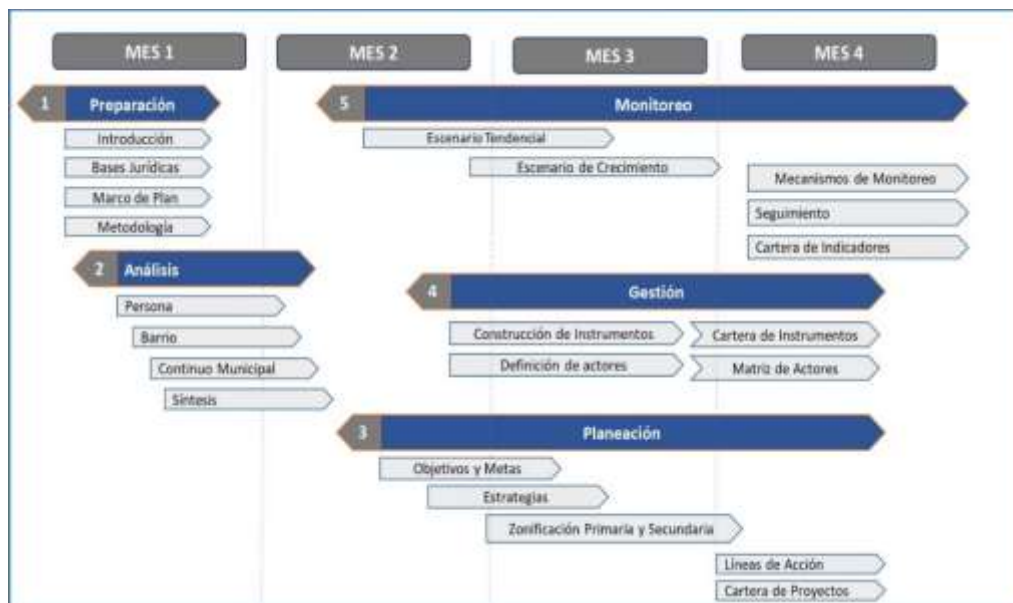 MES 1
MES 2
MES 3
MES 4
1 Preparación
Introducción
Bases Jurídicas
Marco de Plan
Metodología
2 Análisis
Persona
Barrio
Continuo Municipal
Síntesis
5 Monitoreo
Escenario Tendencial
Escenario de Crecimiento
Mecanismos de Monitoreo
Seguimiento
Cartera de Indicadores
4 Gestión
Construcción de Instrumentos
Cartera de Instrumentos
Definición de actores
Matriz de Actores
3 Planeación
Objetivos y Metas
Estrategias
Zonificación Primaria y Secundaria
Líneas de Acción
Cartera de Proyectos